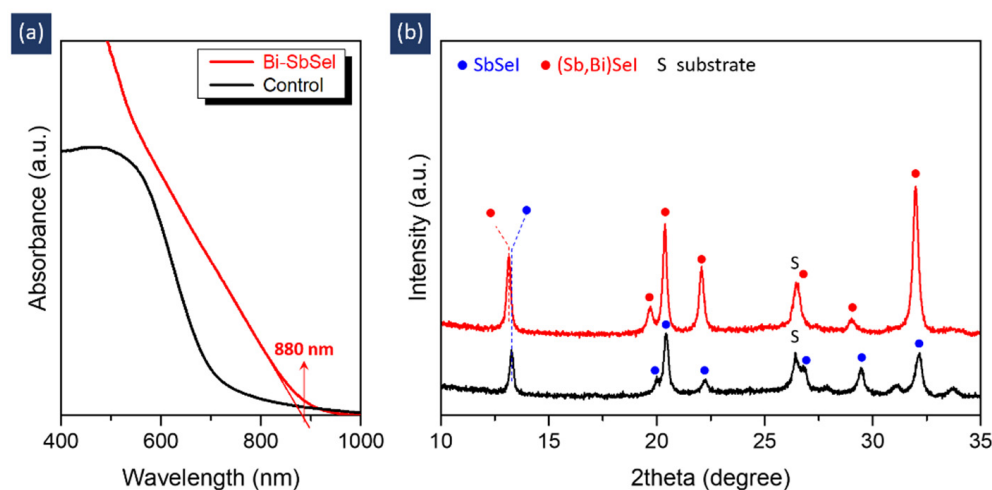 (a)
Bi-SbSeI
Control
880 nm
Absorbance (a.u.)
400 600 800 1000
Wavelength (nm)
(b)
SbSeI (Sb,Bi)SeI S substrate
S
S
Intensity (a.u.)
10 15 20 25 30 35
2theta (degree)